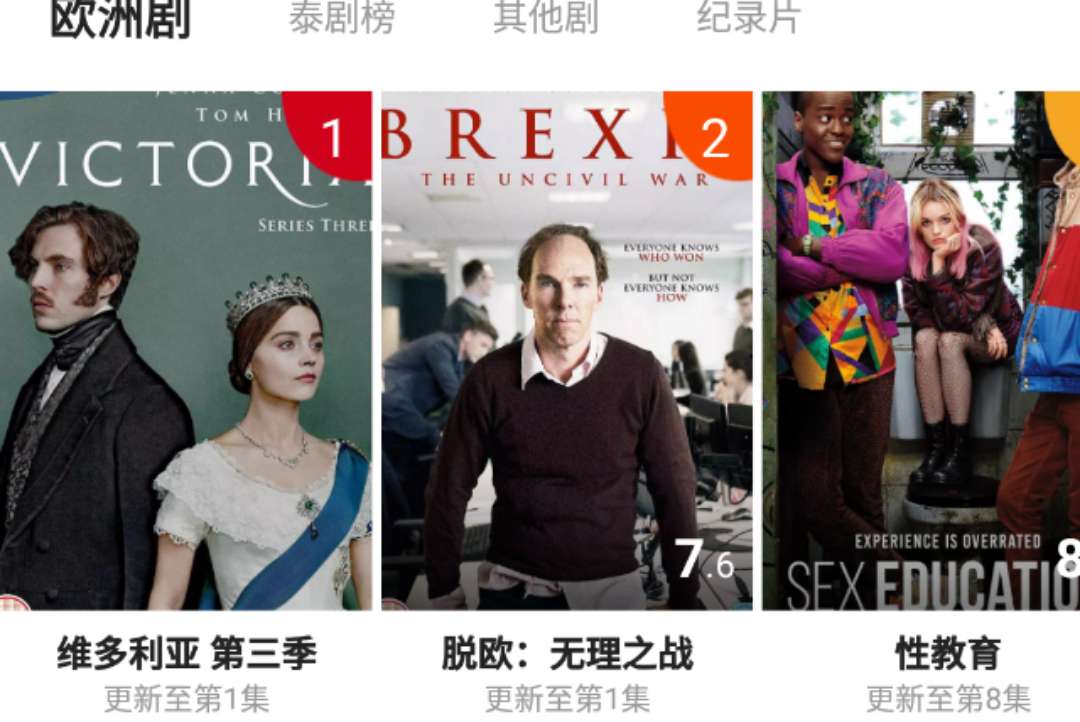 欧洲剧
泰剧榜
其他剧
纪录片
TOM H
VICTORIA
SERIES THREE
1
BREXI
THE UNCIVIL WAR
2
EVERYONE KNOWS
WHO WON
BUT NOT
EVERYONE KNOWS
HOW
7.6
EXPERIENCE IS OVERRATED
SEX EDUCATIO
8
维多利亚 第三季
脱欧：无理之战
性教育
更新至第1集
更新至第1集
更新至第8集